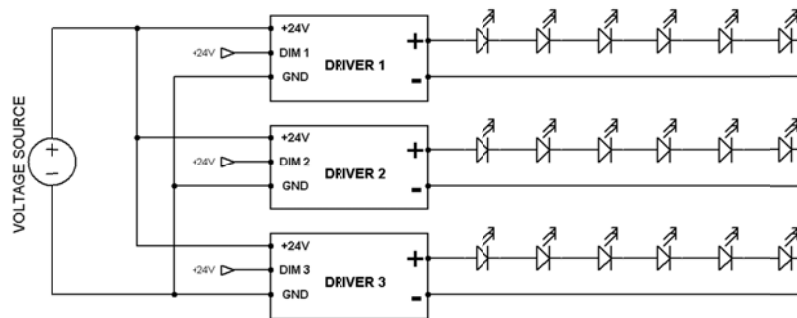 VOLTAGE SOURCE
+
−
+24V
+24V
DIM 1
GND
DRIVER 1
+
-
+24V
+24V
DIM 2
GND
DRIVER 2
+
-
+24V
+24V
DIM 3
GND
DRIVER 3
+
-